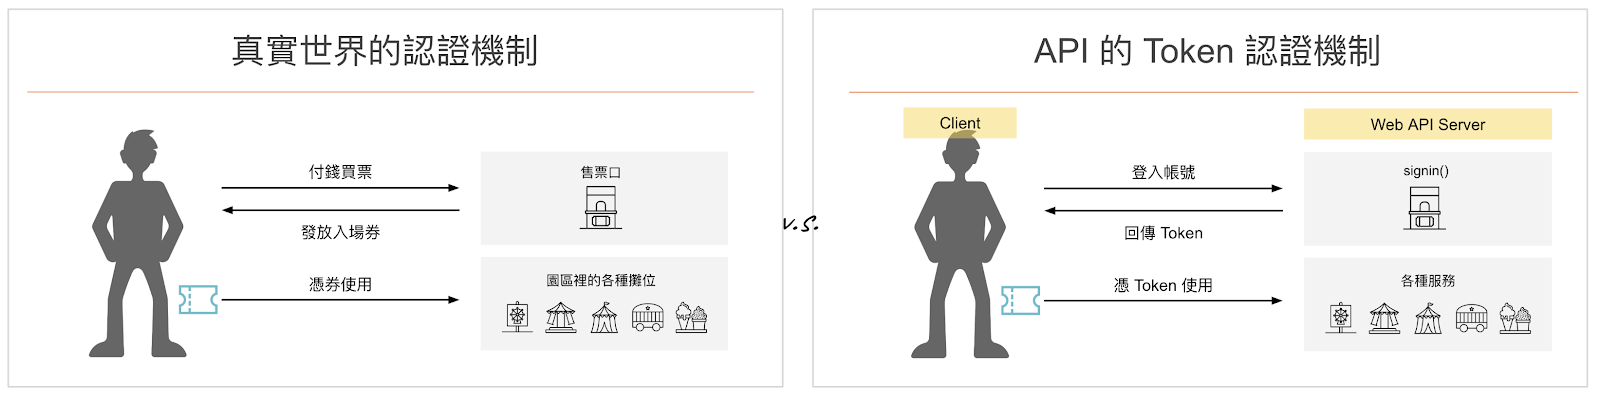 真實世界的認證機制
付錢買票
售票口
發放入場券
憑券使用
園區裡的各種攤位
v.s.
API 的 Token 認證機制
Client
Web API Server
登入帳號
signin()
回傳 Token
憑 Token 使用
各種服務